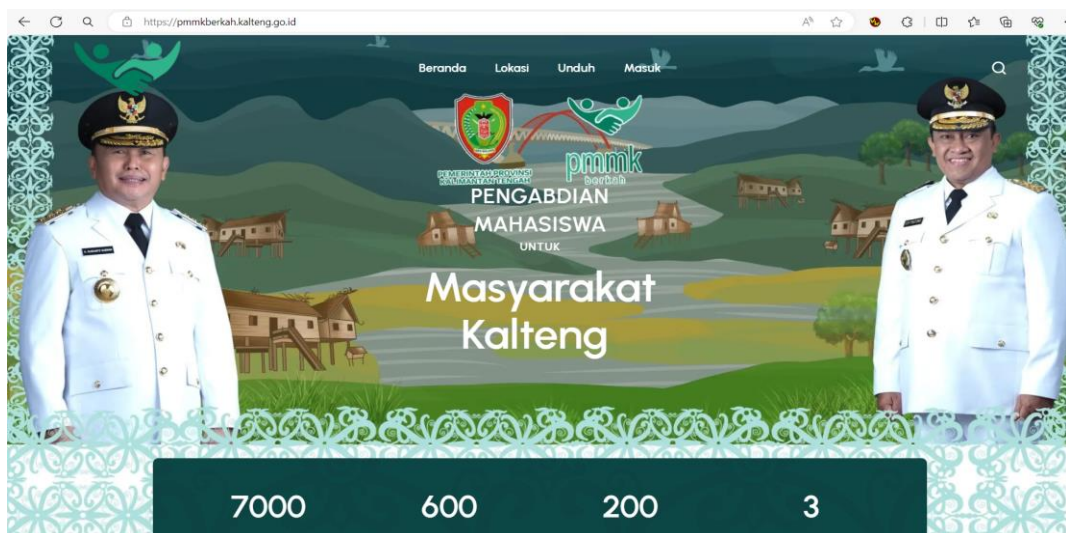 https://pmmkberkah.kalteng.go.id
Beranda Lokasi Unduh Masuk
PEMERINTAH PROVINSI
KALIMANTAN TENGAH
pmmk
berkah
PENGABDIAN
MAHASISWA
UNTUK
Masyarakat
Kalteng
7000 600 200 3